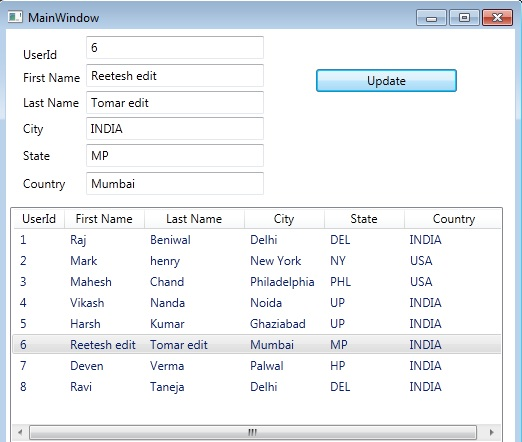 MainWindow
UserId 6
First Name Reetesh edit
Update
Last Name Tomar edit
City INDIA
State MP
Country Mumbai
UserId First Name Last Name City State Country
1 Raj Beniwal Delhi DEL INDIA
2 Mark henry New York NY USA
3 Mahesh Chand Philadelphia PHL USA
4 Vikash Nanda Noida UP INDIA
5 Harsh Kumar Ghaziabad UP INDIA
6 Reetesh edit Tomar edit Mumbai MP INDIA
7 Deven Verma Palwal HP INDIA
8 Ravi Taneja Delhi DEL INDIA